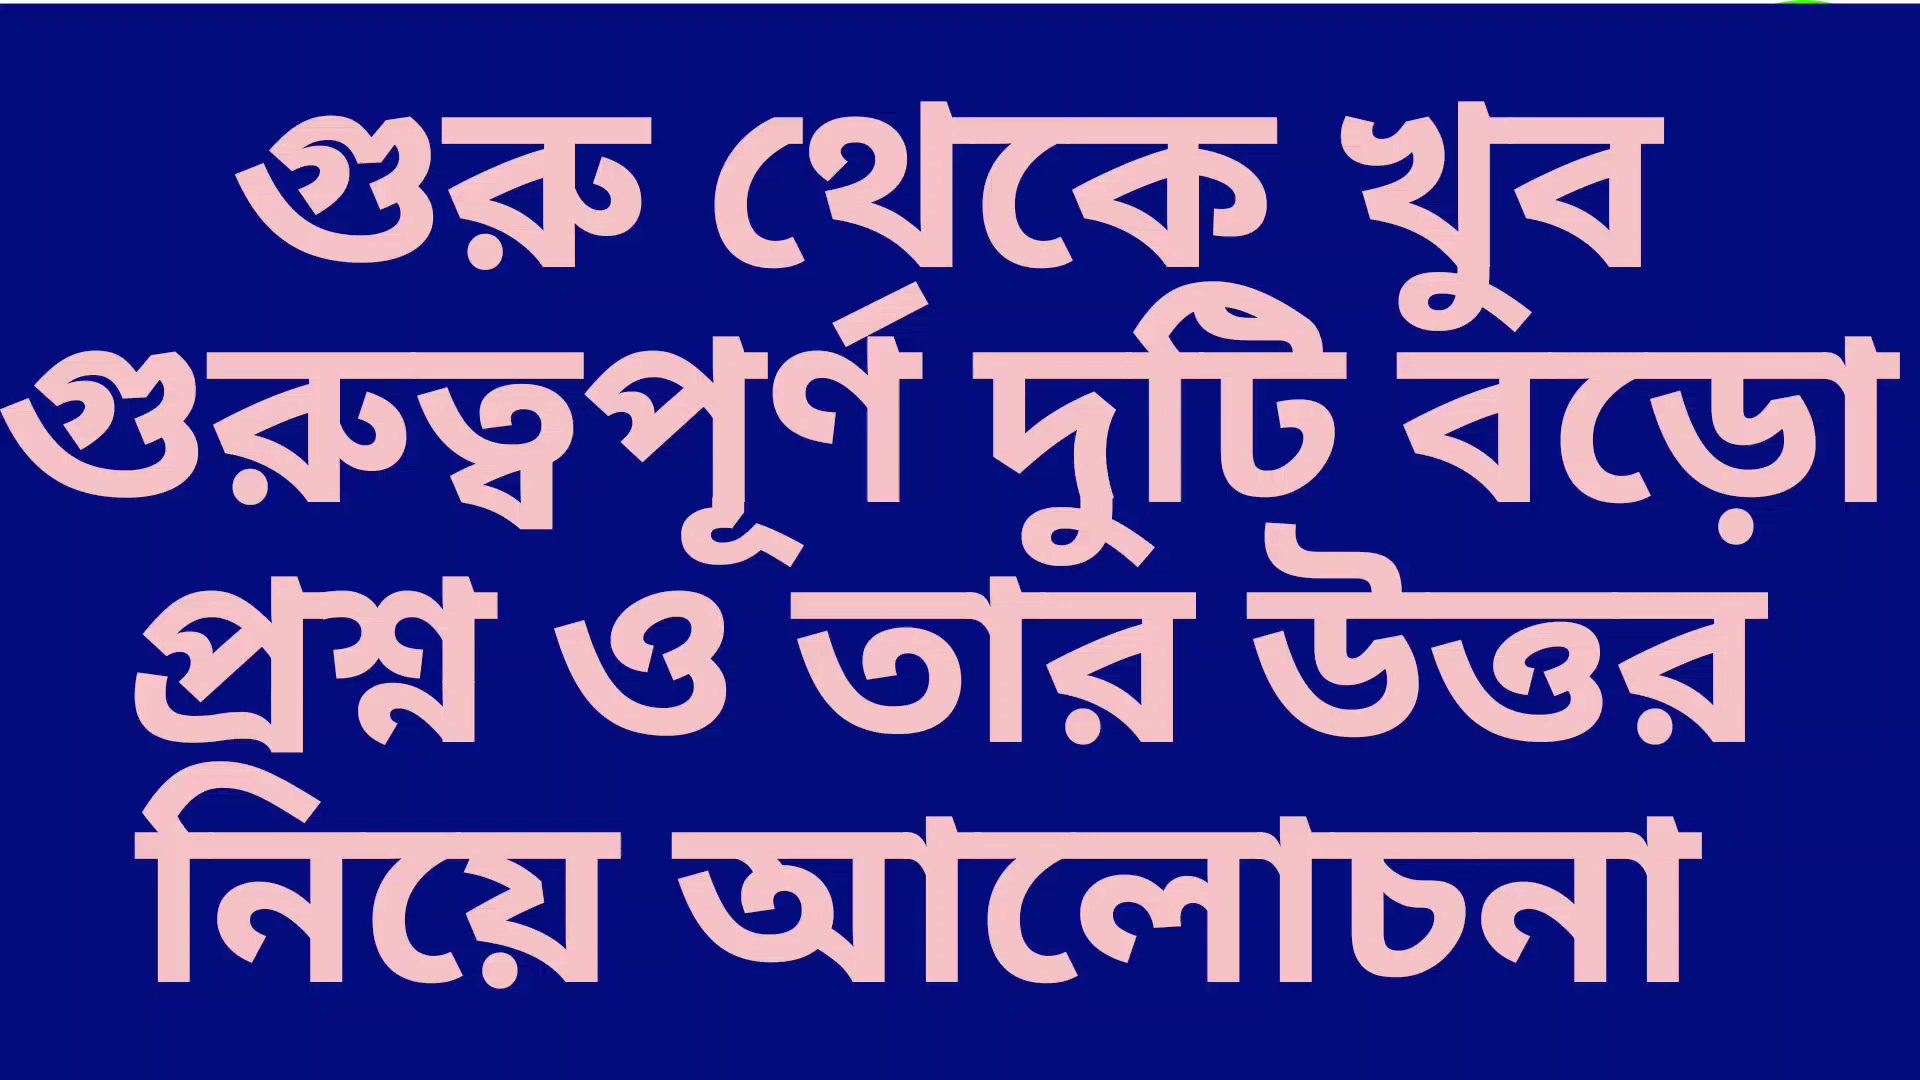 গুরু থেকে খুব
গুরুত্বপূর্ণ দুটি বড়ো
প্রশ্ন ও তার উত্তর
নিয়ে আলোচনা